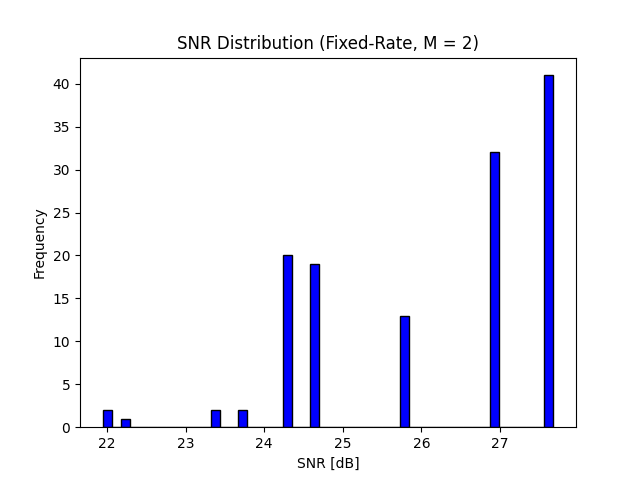 SNR Distribution (Fixed-Rate, M = 2)
Frequency
40
35
30
25
20
15
10
5
0
22 23 24 25 26 27
SNR [dB]